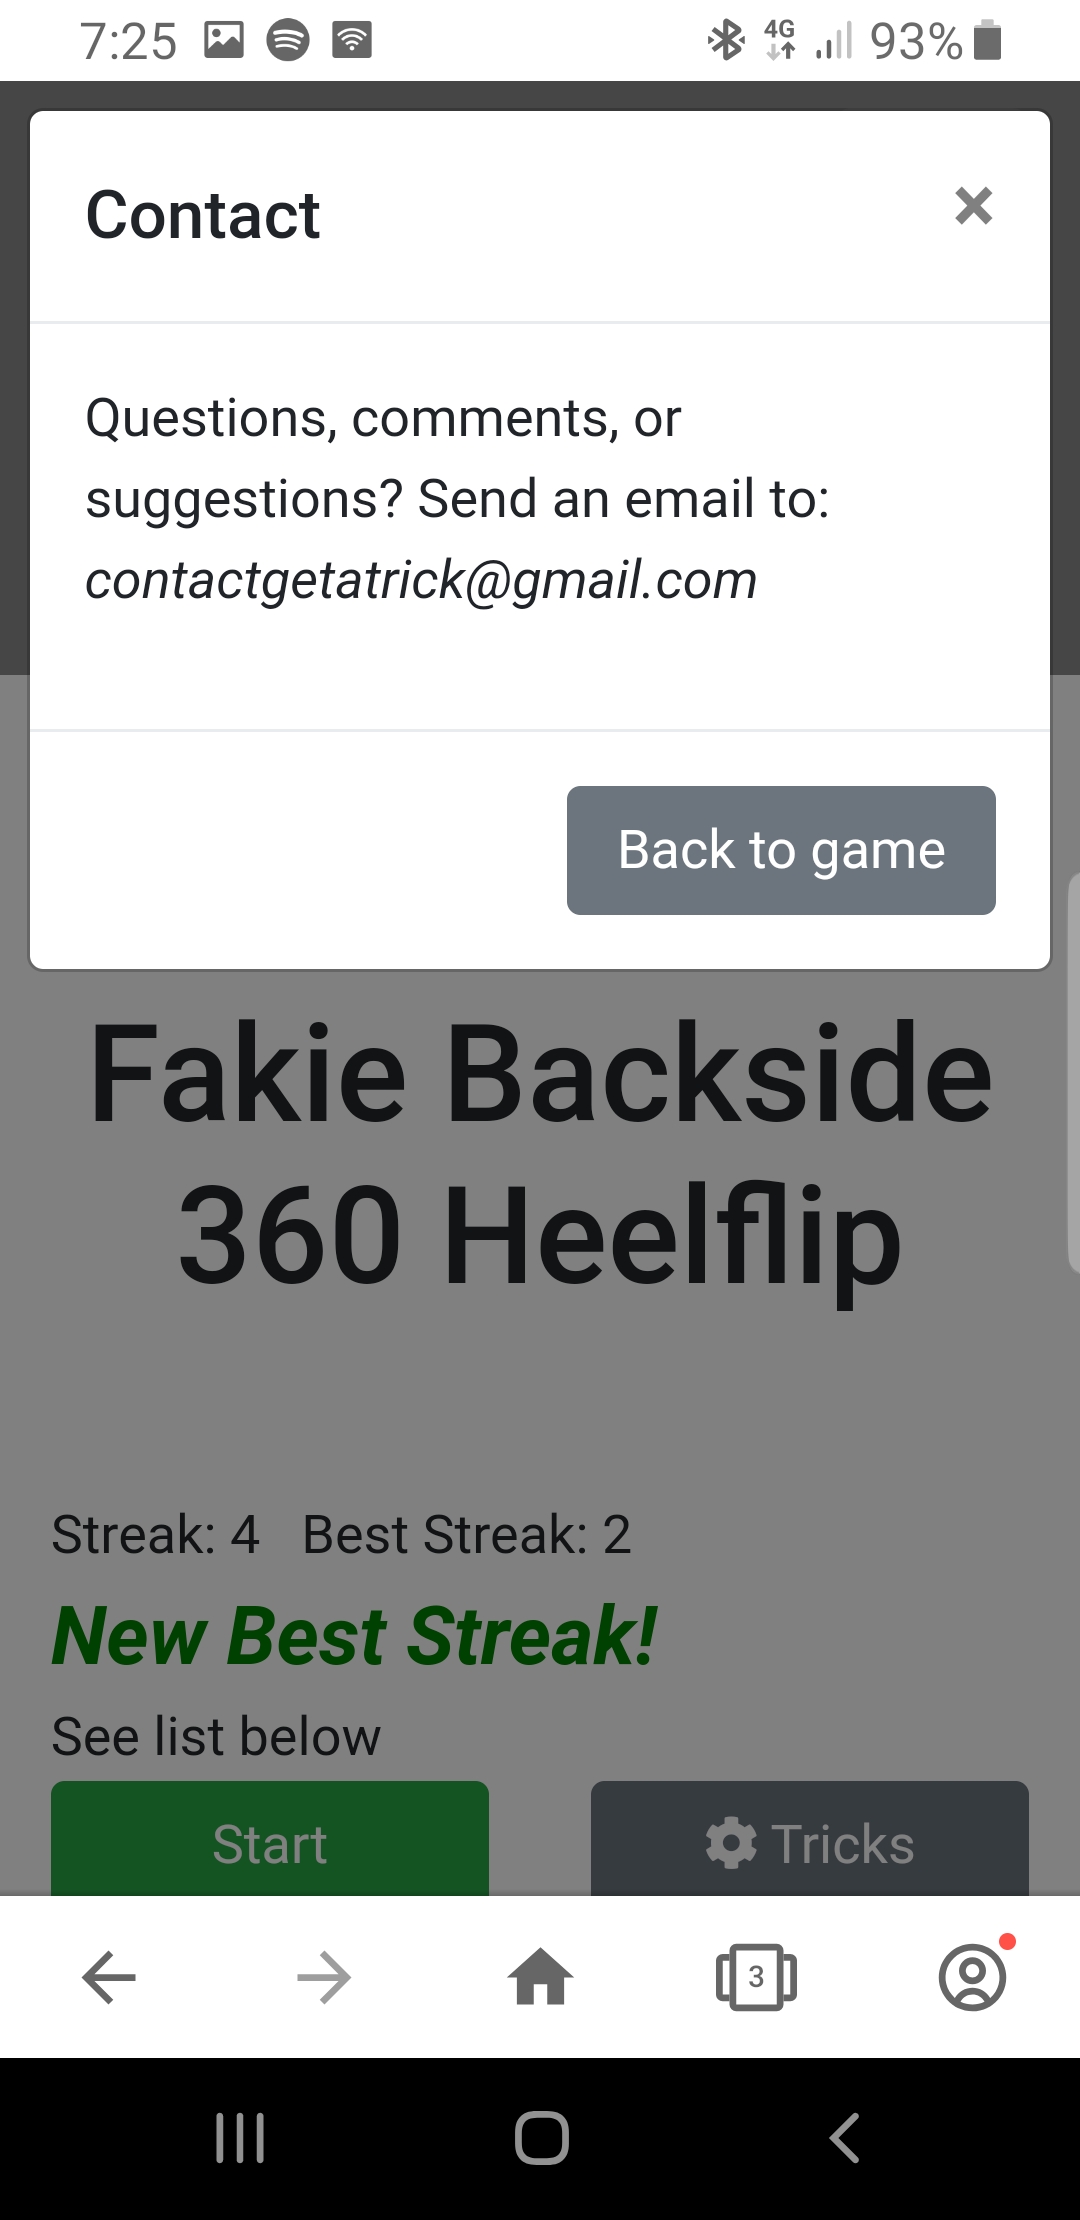 7:25
4G
93%
Contact
×
Questions, comments, or
suggestions? Send an email to:
contactgetatrick@gmail.com
Back to game
Fakie Backside
360 Heelflip
Streak: 4 Best Streak: 2
New Best Streak!
See list below
Start
Tricks
3